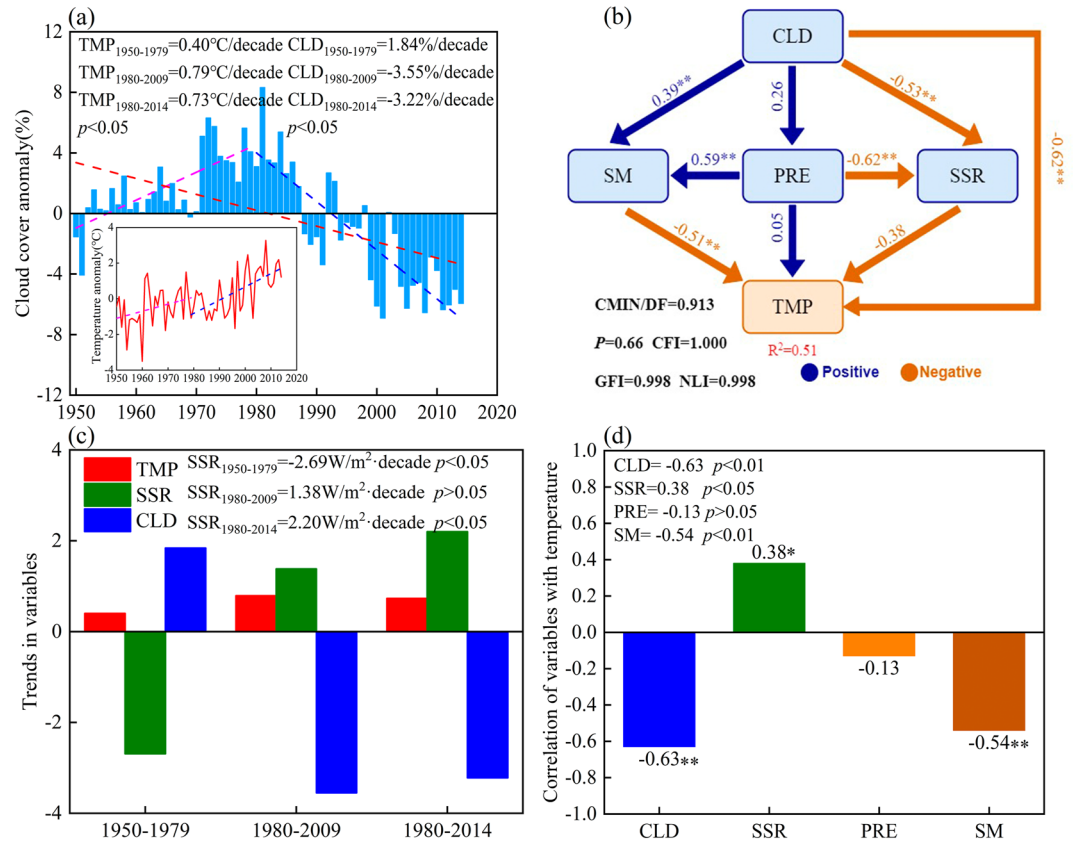 (a)
12
8
4
0
-4
-8
-12
Cloud cover anomaly(%)
TMP1950-1979=0.40℃/decade CLD1950-1979=1.84%/decade
TMP1980-2009=0.79℃/decade CLD1980-2009=-3.55%/decade
TMP1980-2014=0.73℃/decade CLD1980-2014=-3.22%/decade
p<0.05 p<0.05
4
2
0
-2
-4
Temperature anomaly(℃)
1950 1960 1970 1980 1990 2000 2010 2020
1950 1960 1970 1980 1990 2000 2010 2020
(b)
CLD
0.39**
0.26
-0.53**
-0.62**
SM
0.59**
PRE
-0.62**
SSR
-0.51**
0.05
-0.38
TMP
R²=0.51
CMIN/DF=0.913
P=0.66 CFI=1.000
GFI=0.998 NLI=0.998
Positive
Negative
(c)
4
2
0
-2
-4
Trends in variables
TMP
SSR
CLD
SSR1950-1979=-2.69W/m²·decade p<0.05
SSR1980-2009=1.38W/m²·decade p>0.05
SSR1980-2014=2.20W/m²·decade p<0.05
1950-1979 1980-2009 1980-2014
(d)
1.0
0.8
0.6
0.4
0.2
0.0
-0.2
-0.4
-0.6
-0.8
-1.0
Correlation of variables with temperature
CLD= -0.63 p<0.01
SSR=0.38 p<0.05
PRE= -0.13 p>0.05
SM= -0.54 p<0.01
0.38*
-0.13
-0.54**
-0.63**
CLD SSR PRE SM